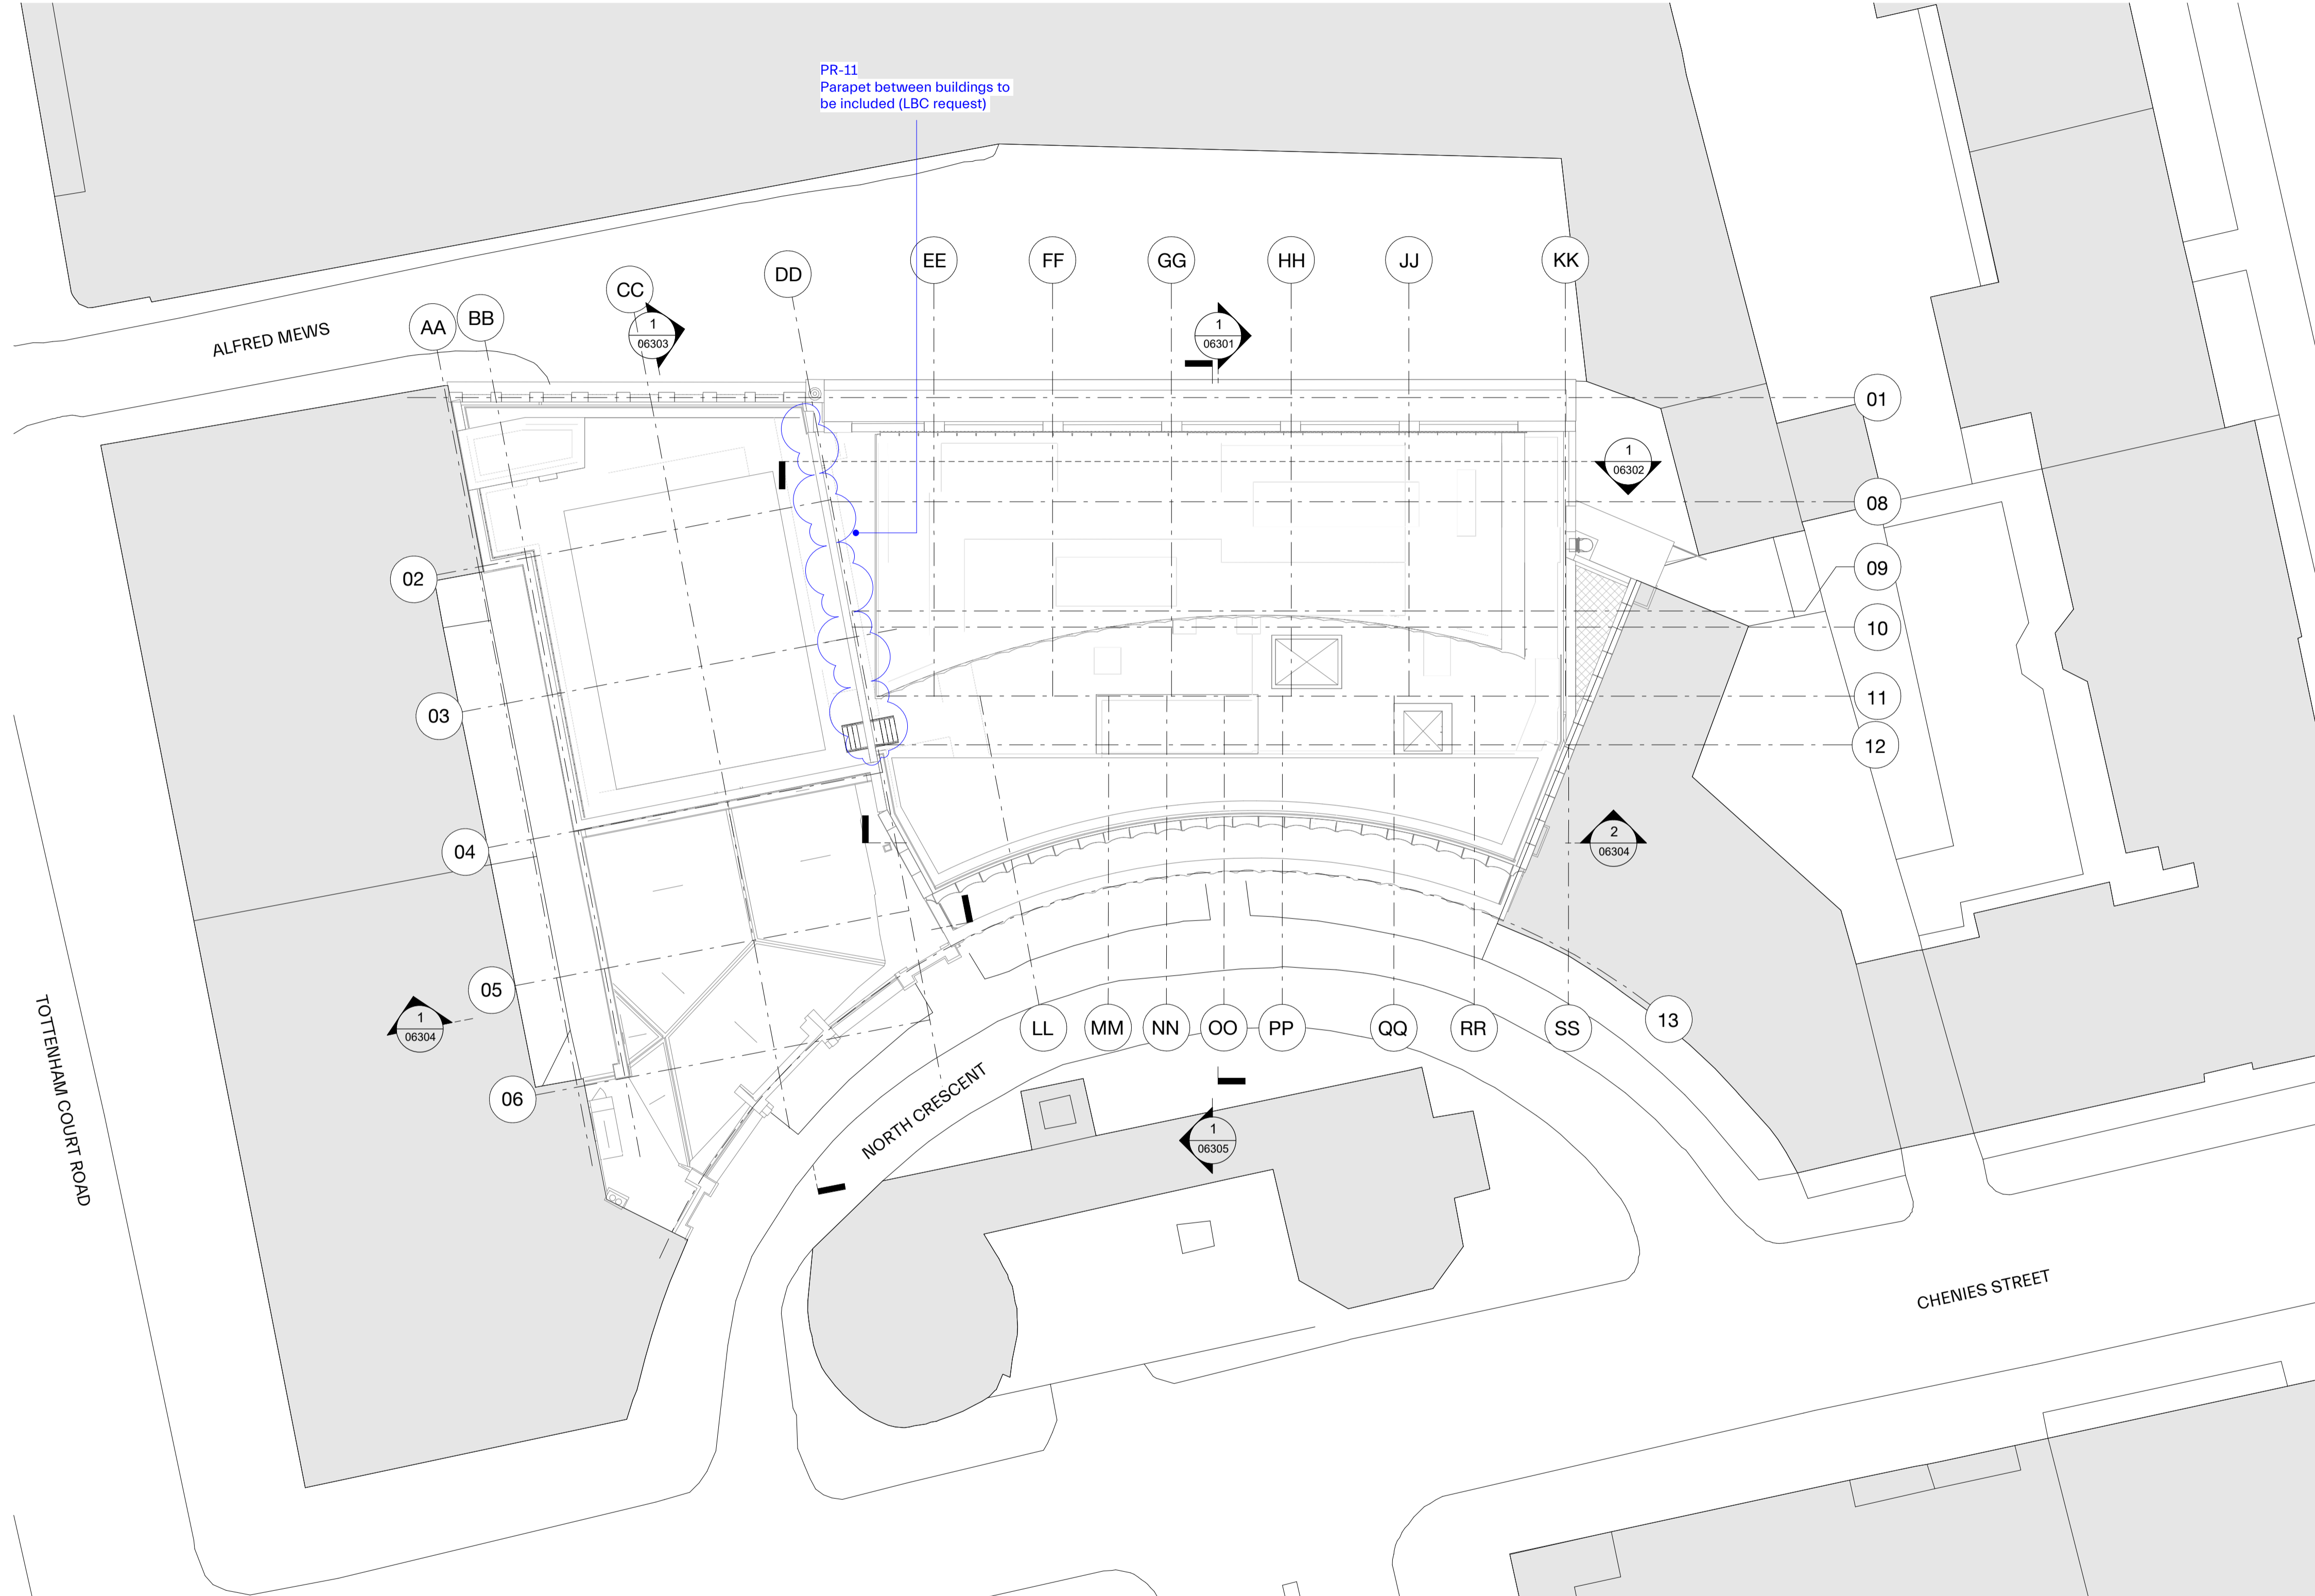 PR-11
Parapet between buildings to
be included (LBC request)
EE
FF
GG
HH
JJ
KK
DD
CC
BB
AA
1
06303
1
06301
ALFRED MEWS
01
1
06302
08
09
02
10
11
03
12
2
06304
04
05
1
06304
13
LL
MM
NN
OO
PP
QQ
RR
SS
06
TOTTENHAM COURT ROAD
NORTH CRESCENT
1
06305
CHENIES STREET